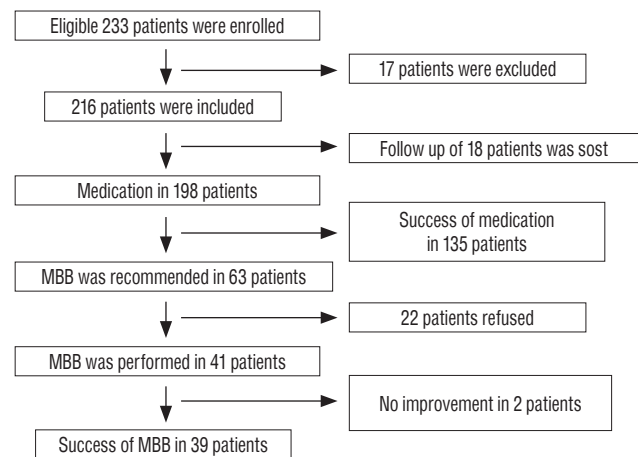 Eligible 233 patients were enrolled
17 patients were excluded
216 patients were included
Follow up of 18 patients was sost
Medication in 198 patients
Success of medication
in 135 patients
MBB was recommended in 63 patients
22 patients refused
MBB was performed in 41 patients
No improvement in 2 patients
Success of MBB in 39 patients